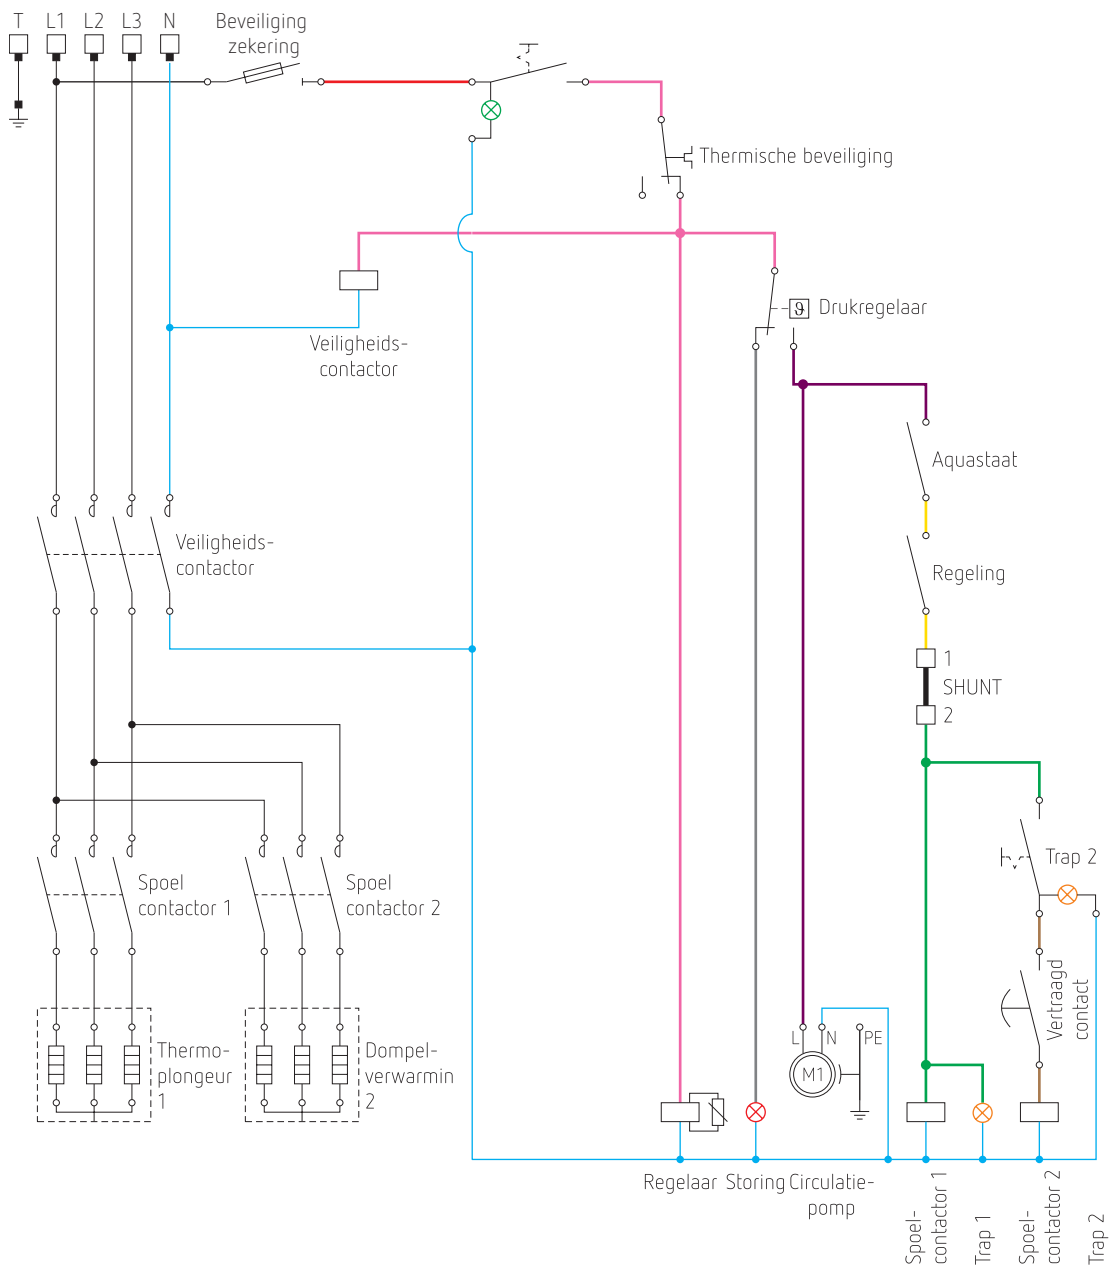 T L1 L2 L3 N
Beveiliging
zekering
Thermische beveiliging
Veiligheids-
contactor
ϑ
Drukregelaar
Aquastaat
Veiligheids-
contactor
Regeling
1
SHUNT
2
Trap 2
Spoel
contactor 1
Spoel
contactor 2
Vertraagd
contact
L N PE
M1
Thermo-
plongeur
1
Dompel-
verwarmin
2
Regelaar
Storing
Circulatie-
pomp
Spoel-
contactor 1
Trap 1
Spoel-
contactor 2
Trap 2